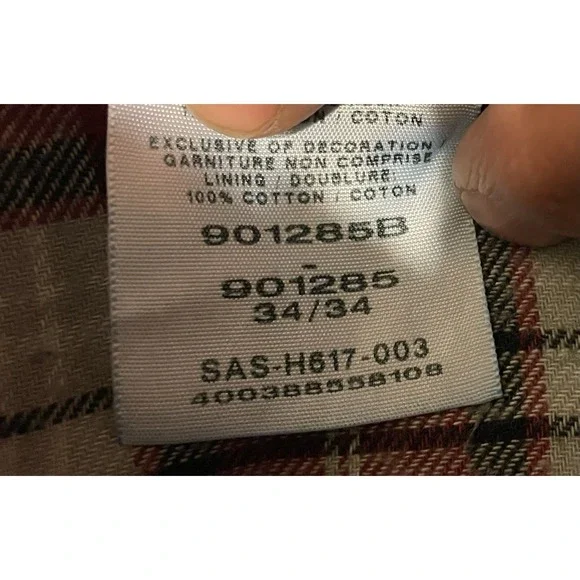 / COTON
EXCLUSIVE OF DECORATION /
GARNITURE NON COMPRISE
LINING / DOUBLURE:
100% COTTON / COTON
901285B
-
901285
34/34
SAS-H617-003
400388558108